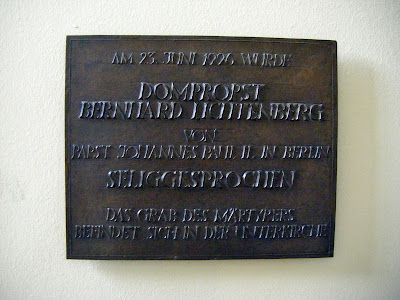 AM 23. JUNI 1996 WURDE
DOMPROPST
BERNHARD LICHTENBERG
VON
PAPST JOHANNES PAUL II. IN BERLIN
SELIGGESPROCHEN
DAS GRAB DES MÄRTYRERS
BEFINDET SICH IN DER UNTERKIRCHE